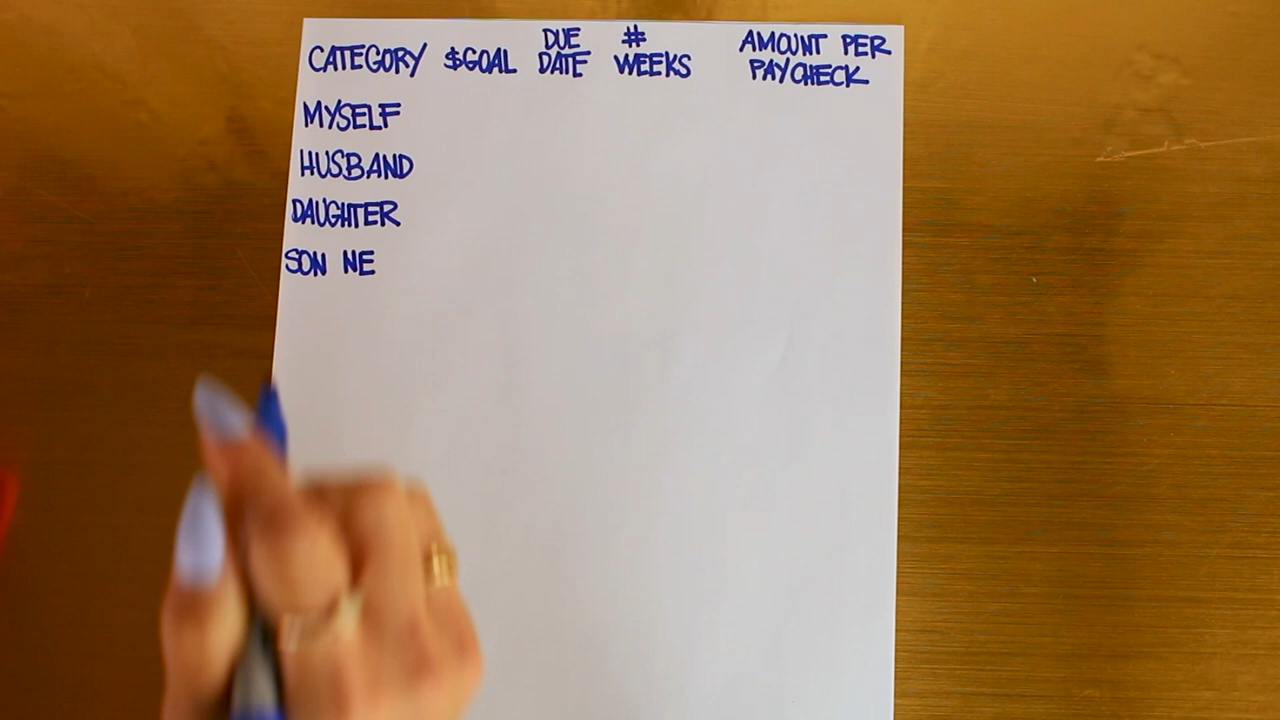 CATEGORY $GOAL DUE DATE # WEEKS AMOUNT PER PAYCHECK
MYSELF
HUSBAND
DAUGHTER
SON NE